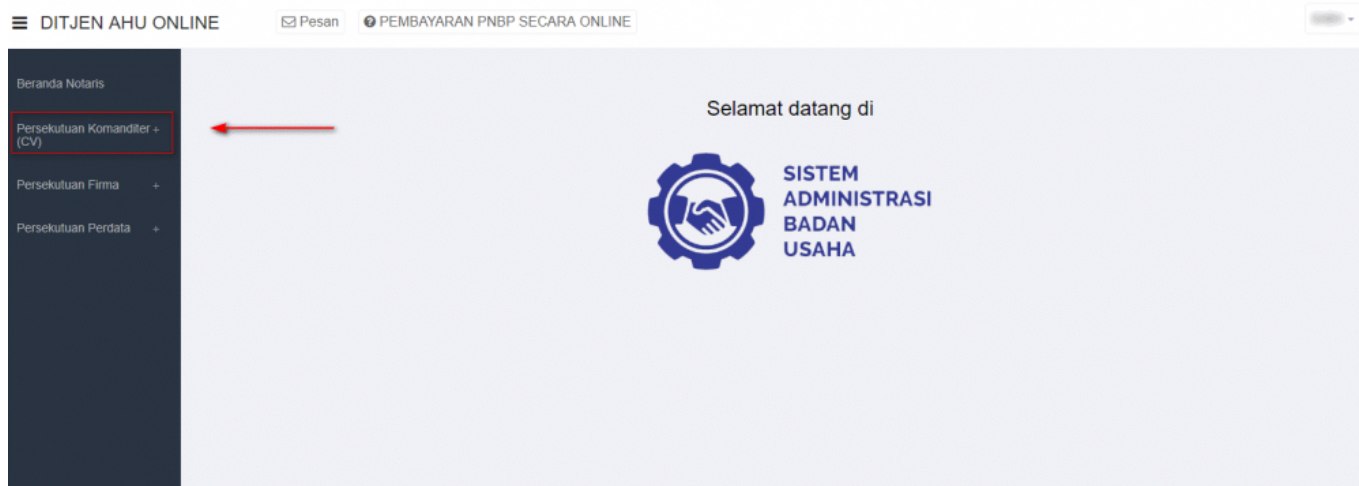 DITJEN AHU ONLINE
Pesan
PEMBAYARAN PNBP SECARA ONLINE
Beranda Notaris
Persekutuan Komanditer +
(CV)
Persekutuan Firma +
Persekutuan Perdata +
Selamat datang di
SISTEM
ADMINISTRASI
BADAN
USAHA